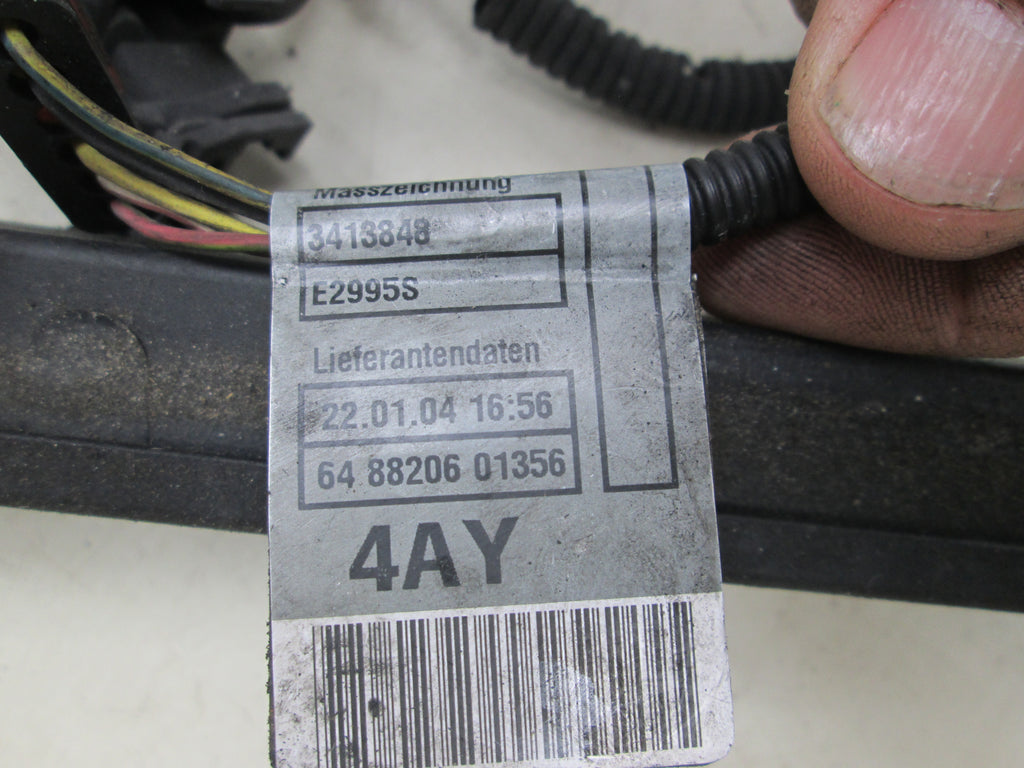 Masszeichnung
3413848
E2995S
Lieferantendaten
22.01.04 16:56
64 88206 01356
4AY